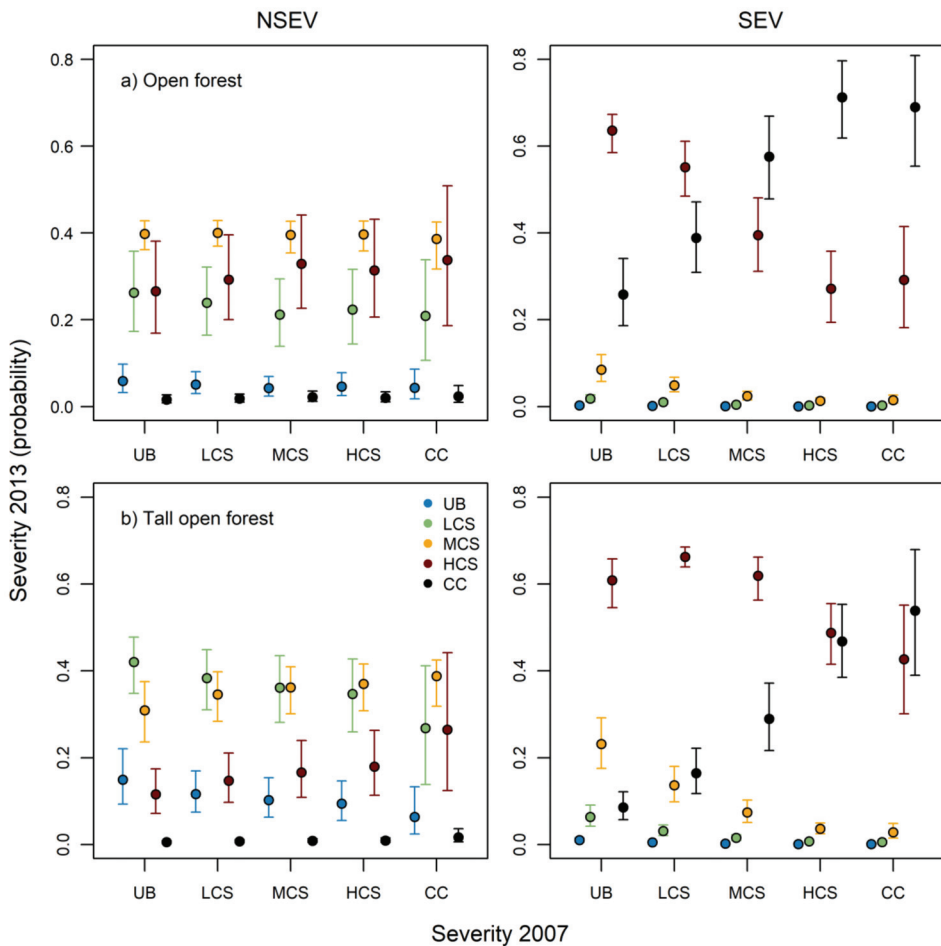 NSEV
SEV
Severity 2013 (probability)
a) Open forest
0.8
0.6
0.4
0.2
0.0
UB LCS MCS HCS CC
0.8
0.6
0.4
0.2
0.0
UB LCS MCS HCS CC
b) Tall open forest
UB
LCS
MCS
HCS
CC
0.8
0.6
0.4
0.2
0.0
UB LCS MCS HCS CC
0.8
0.6
0.4
0.2
0.0
UB LCS MCS HCS CC
Severity 2007